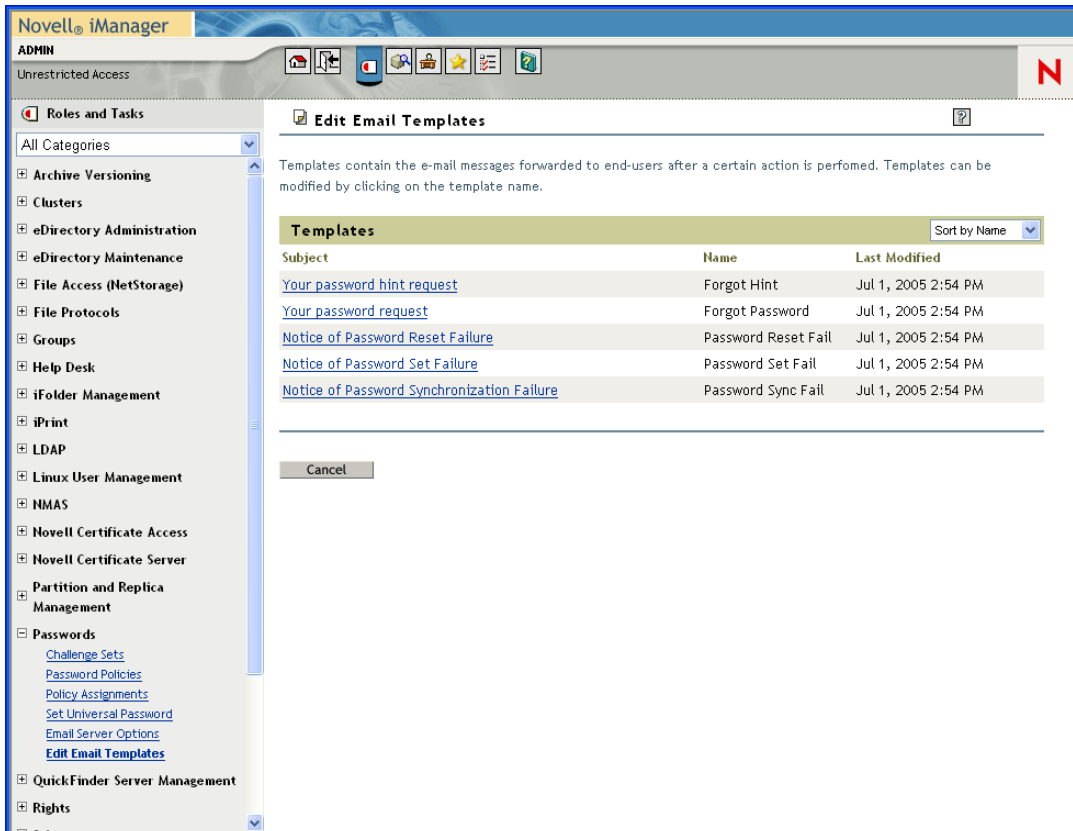 Novell® iManager
ADMIN
Unrestricted Access
N
Roles and Tasks
All Categories
Archive Versioning
Clusters
eDirectory Administration
eDirectory Maintenance
File Access (NetStorage)
File Protocols
Groups
Help Desk
iFolder Management
iPrint
LDAP
Linux User Management
NMAS
Novell Certificate Access
Novell Certificate Server
Partition and Replica
Management
Passwords
Challenge Sets
Password Policies
Policy Assignments
Set Universal Password
Email Server Options
Edit Email Templates
QuickFinder Server Management
Rights
Edit Email Templates
?
Templates contain the e-mail messages forwarded to end-users after a certain action is perfomed. Templates can be
modified by clicking on the template name.
Templates Sort by Name
Subject Name Last Modified
Your password hint request Forgot Hint Jul 1, 2005 2:54 PM
Your password request Forgot Password Jul 1, 2005 2:54 PM
Notice of Password Reset Failure Password Reset Fail Jul 1, 2005 2:54 PM
Notice of Password Set Failure Password Set Fail Jul 1, 2005 2:54 PM
Notice of Password Synchronization Failure Password Sync Fail Jul 1, 2005 2:54 PM
Cancel